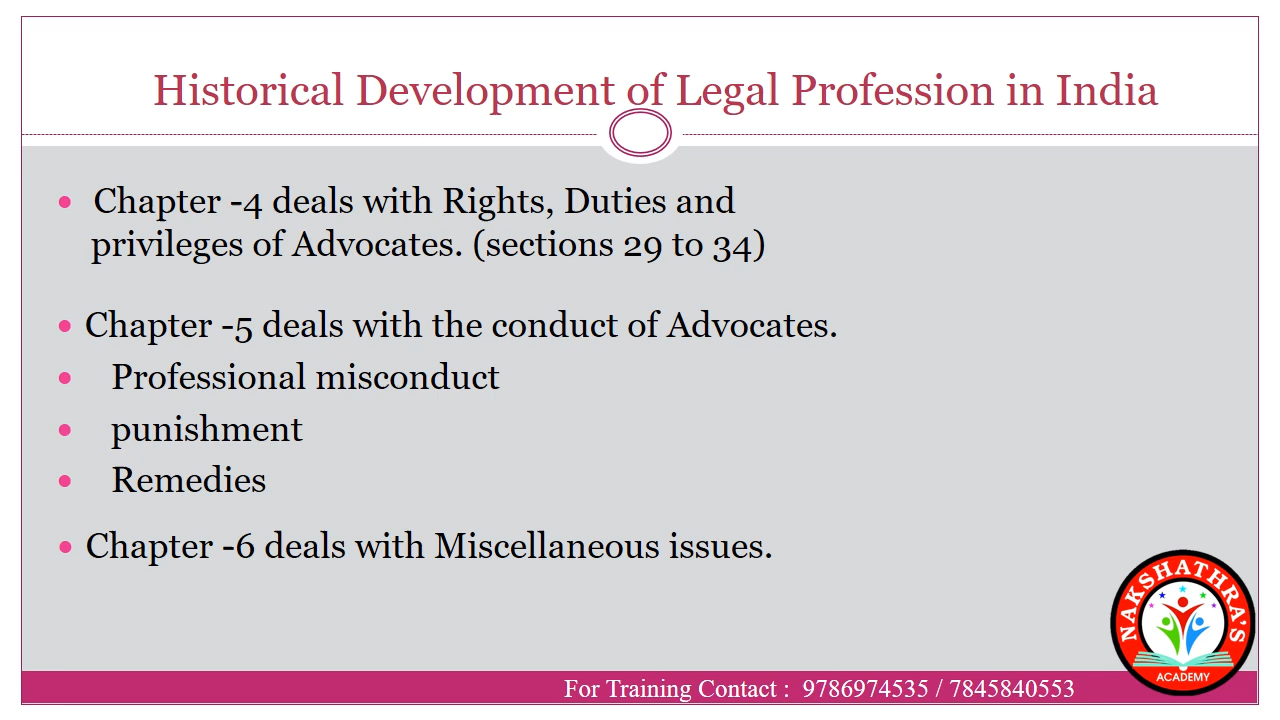 Historical Development of Legal Profession in India
Chapter -4 deals with Rights, Duties and
privileges of Advocates. (sections 29 to 34)
Chapter -5 deals with the conduct of Advocates.
Professional misconduct
punishment
Remedies
Chapter -6 deals with Miscellaneous issues.
NAKSHATHRA'S
ACADEMY
For Training Contact : 9786974535 / 7845840553